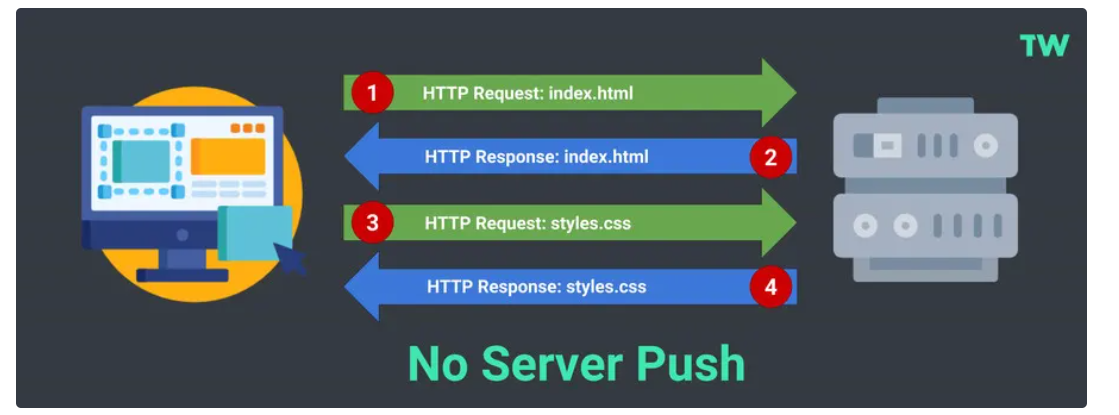 TW
1 HTTP Request: index.html
HTTP Response: index.html 2
3 HTTP Request: styles.css
HTTP Response: styles.css 4
No Server Push